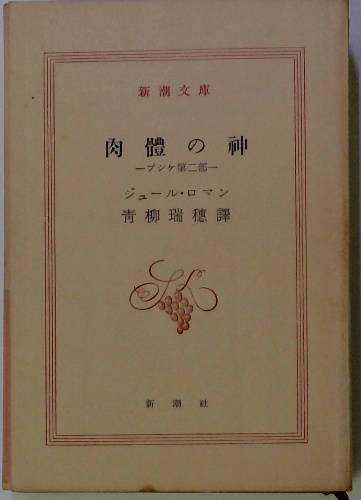 新潮文庫
肉體の神
—プシケ第二部—
ジュール・ロマン
青柳瑞穗譯
新潮社